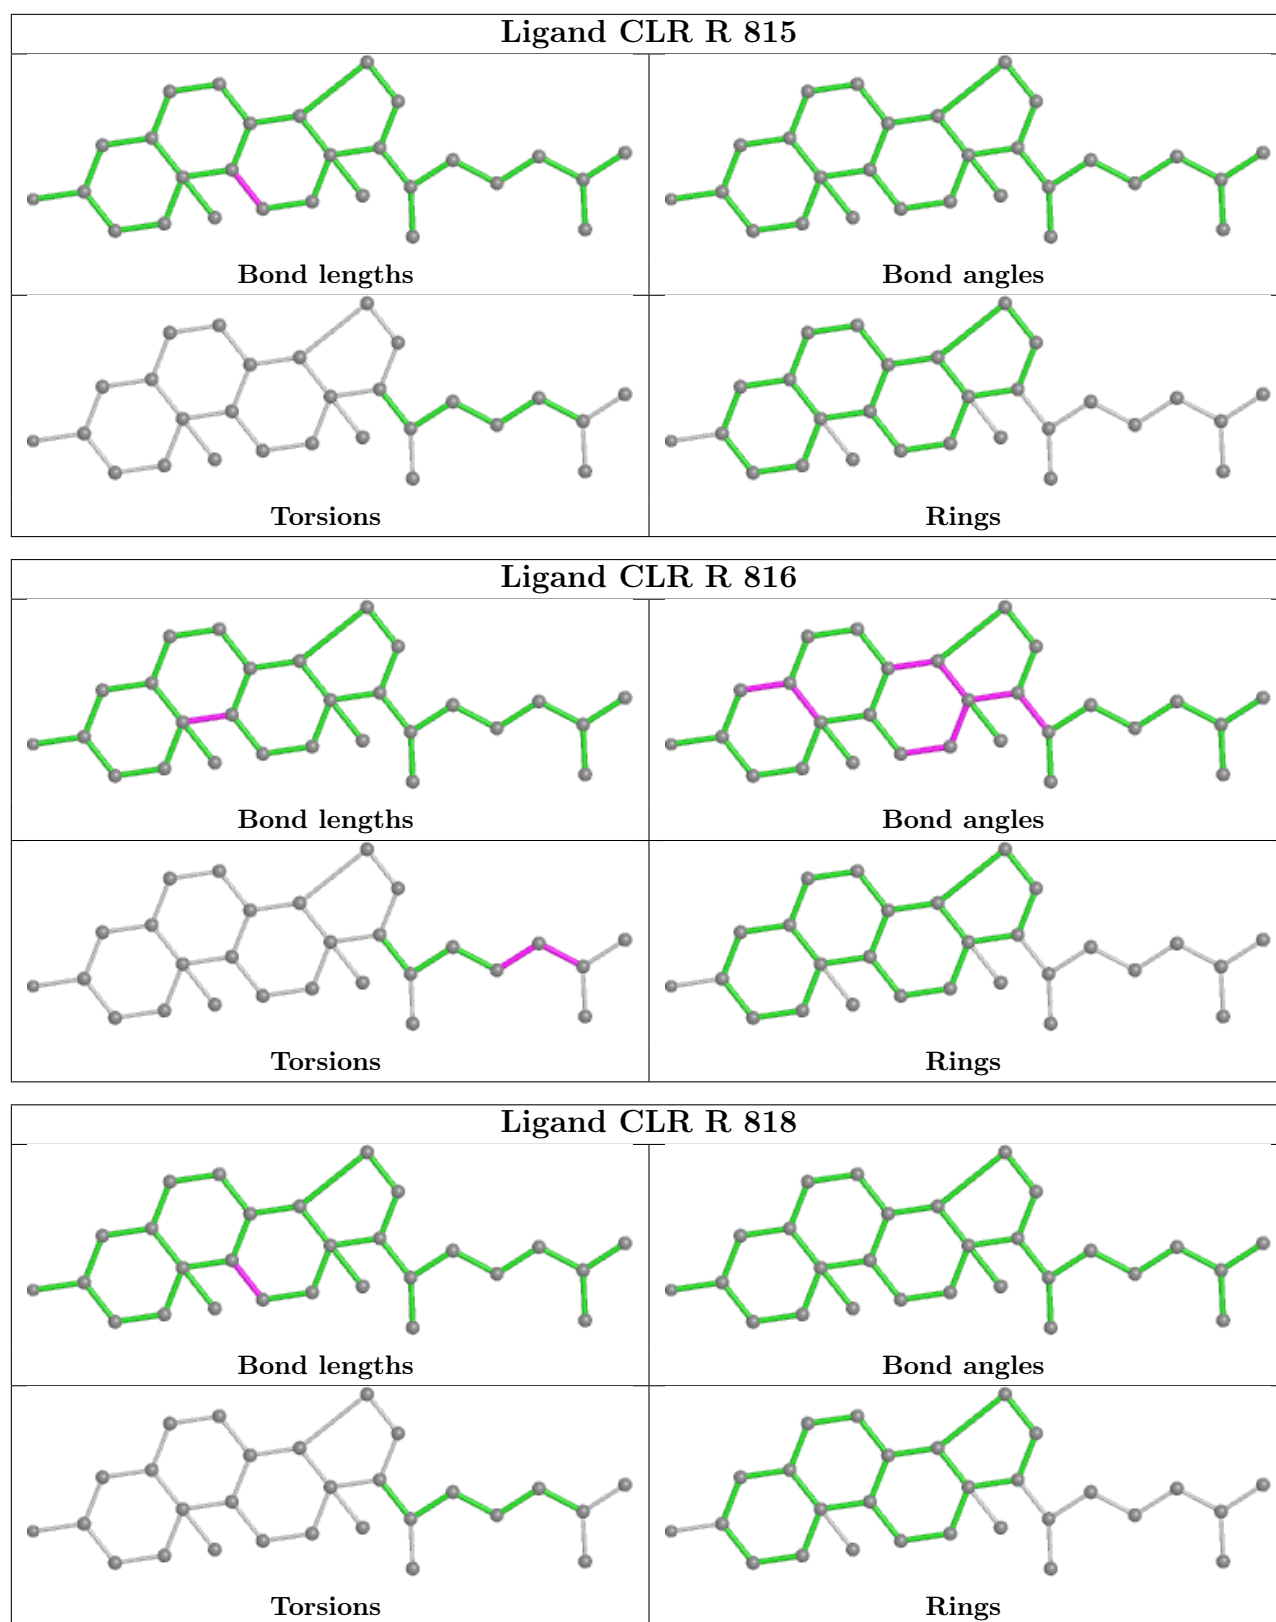 Ligand CLR R 815
Bond lengths
Bond angles
Torsions
Rings
Ligand CLR R 816
Bond lengths
Bond angles
Torsions
Rings
Ligand CLR R 818
Bond lengths
Bond angles
Torsions
Rings